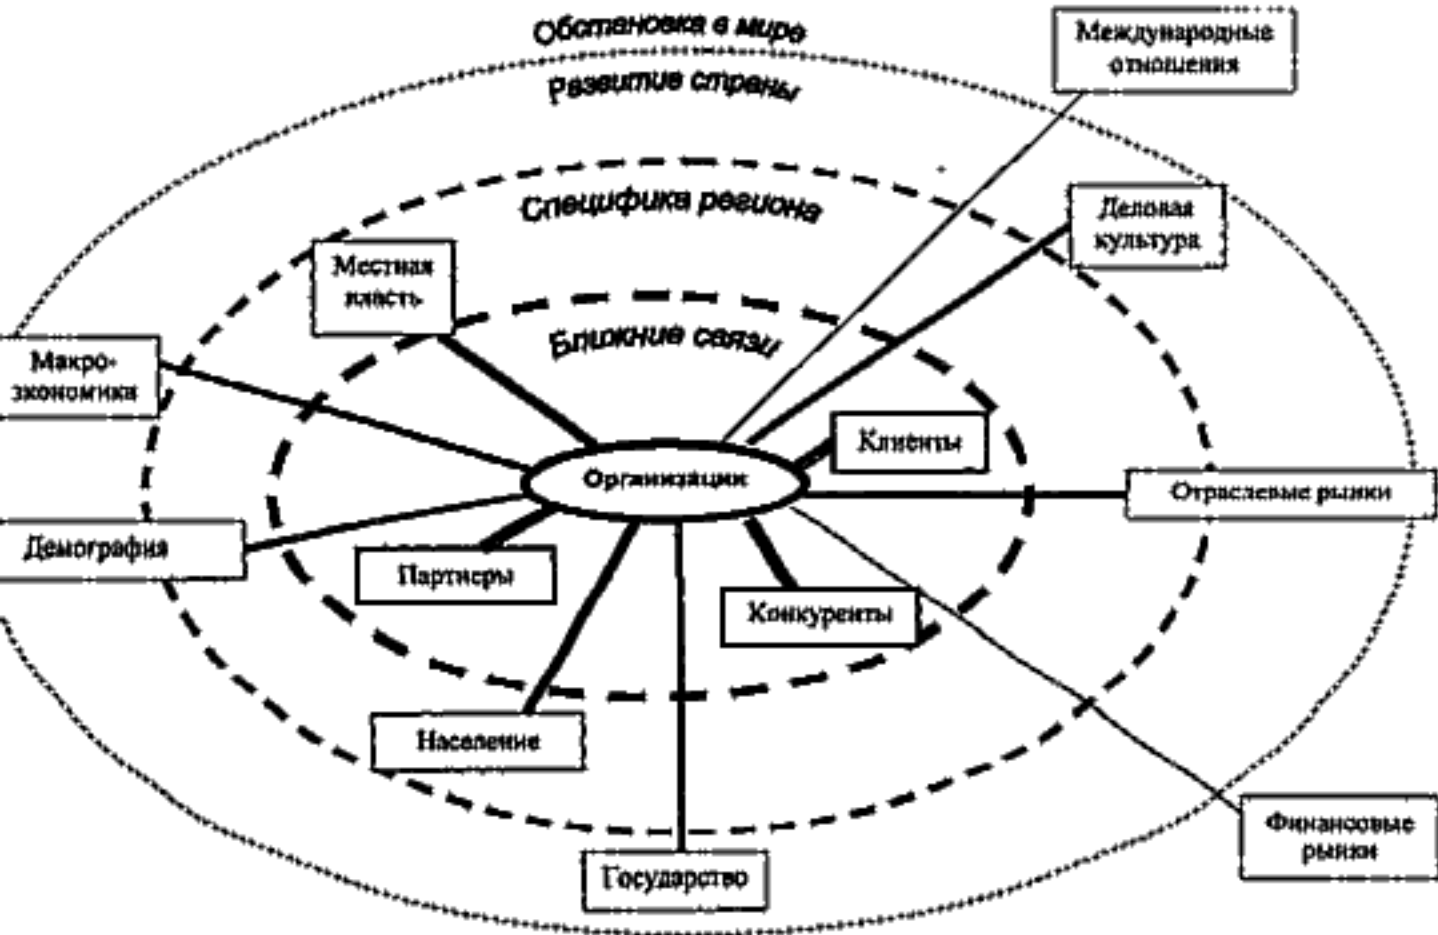 Обстановка в мире
Международные
отношения
Развитие страны
Специфика региона
Деловая
культура
Местная
власть
Ближние связи
Макро-
экономика
Клиенты
Организации
Отраслевые рынки
Демография
Партнеры
Конкуренты
Население
Финансовые
рынки
Государство